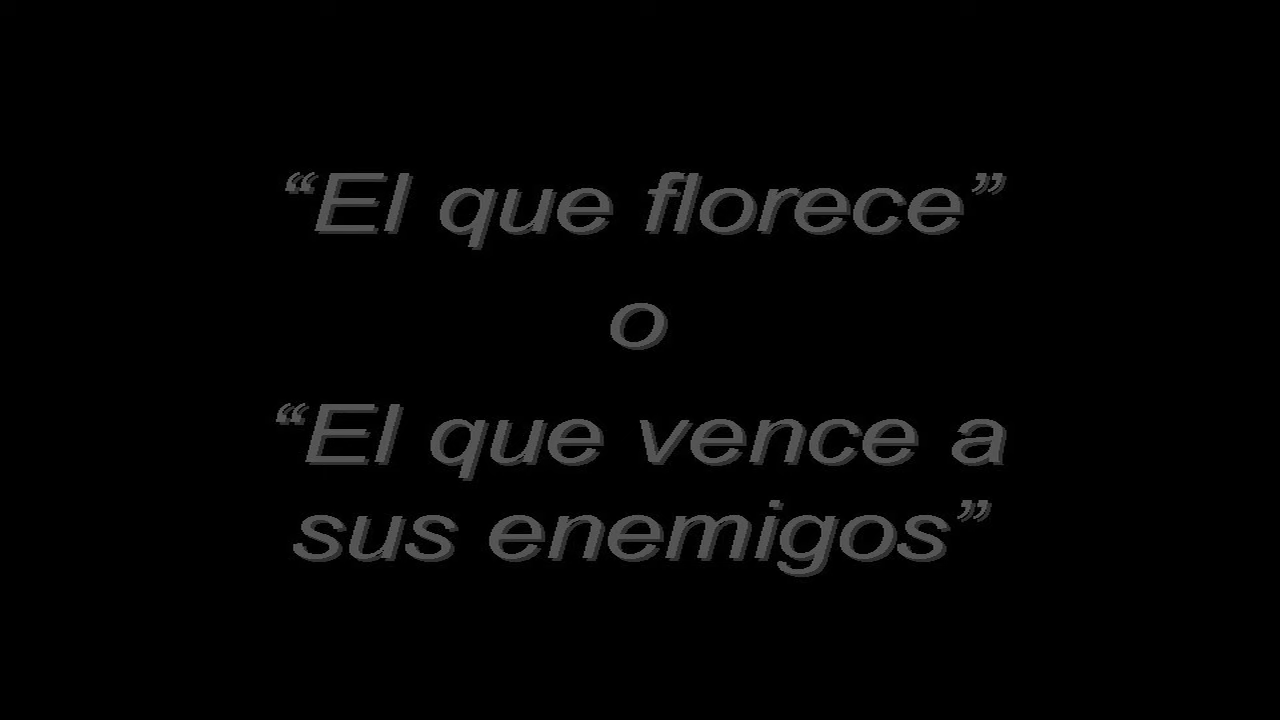 “El que florece”
o
“El que vence a
sus enemigos”